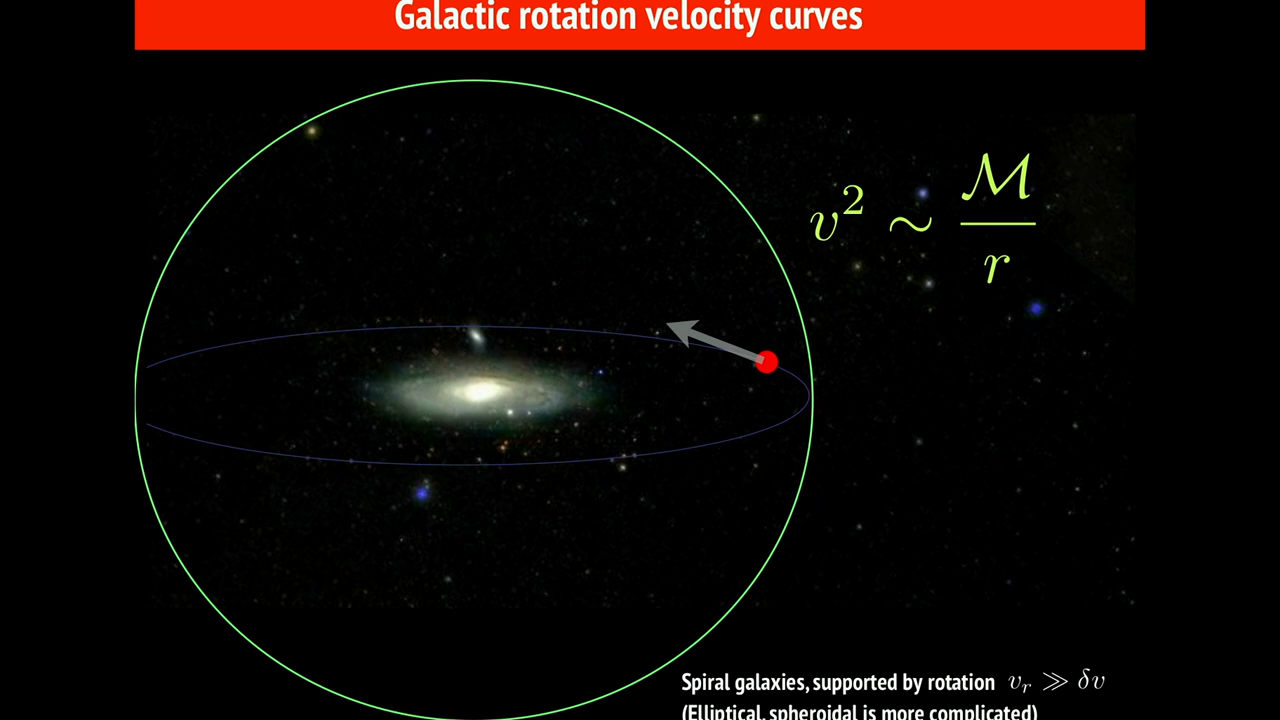 Galactic rotation velocity curves
v² ~ M/r
Spiral galaxies, supported by rotation v_r ≫ δv
(Elliptical, spheroidal is more complicated)